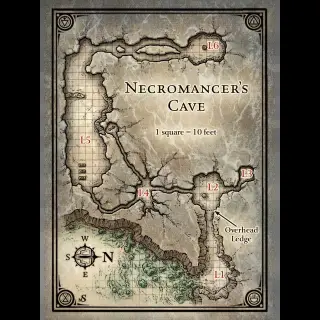 L6
NECROMANCER'S
CAVE
1 square = 10 feet
L5
L3
L4
L2
Overhead
Ledge
W
S N
E
L1